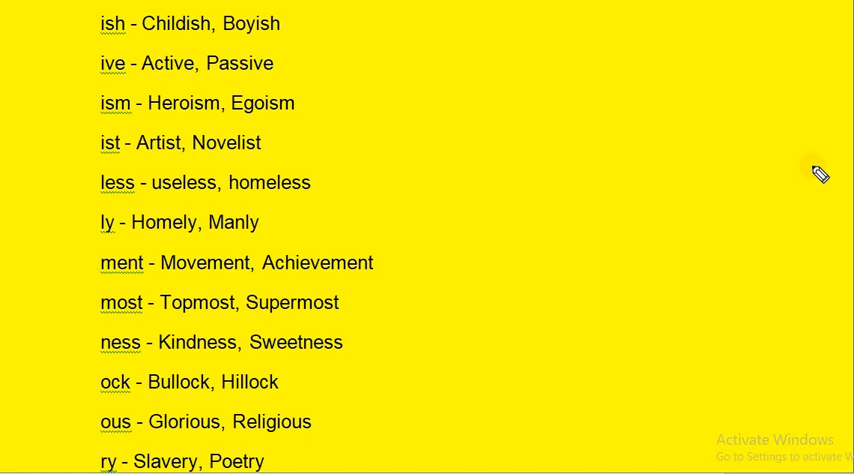 ish - Childish, Boyish
ive - Active, Passive
ism - Heroism, Egoism
ist - Artist, Novelist
less - useless, homeless
ly - Homely, Manly
ment - Movement, Achievement
most - Topmost, Supermost
ness - Kindness, Sweetness
ock - Bullock, Hillock
ous - Glorious, Religious
ry - Slavery, Poetry
Activate Windows
Go to Settings to activate W